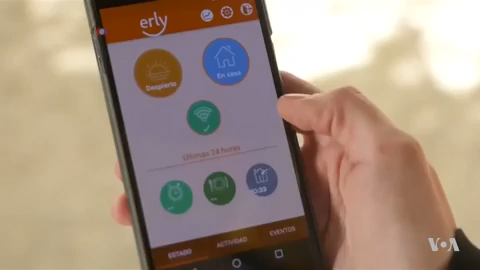 erly
Despierto
En casa
Últimas 24 horas
ESTADO
ACTIVIDAD
EVENTOS
VOA